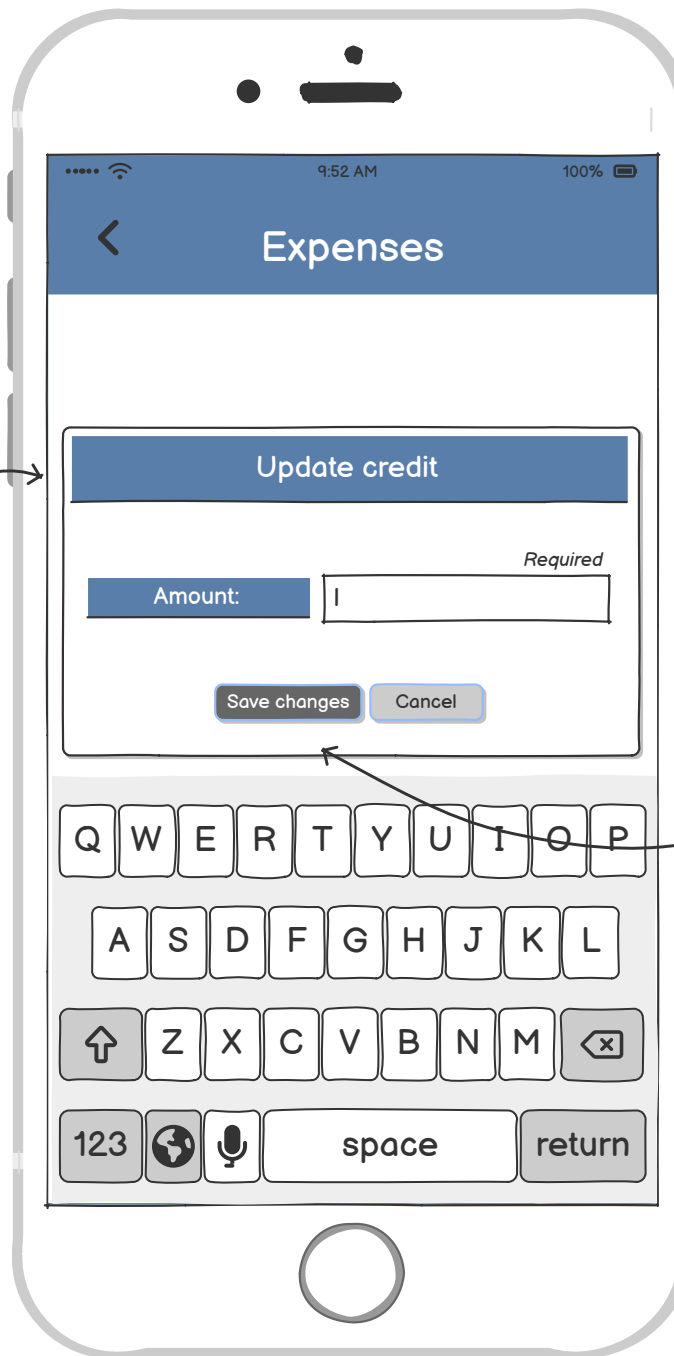 9:52 AM 100%
Expenses
Update credit
Required
Amount:
Save changes Cancel
Q W E R T Y U I O P
A S D F G H J K L
Z X C V B N M
123 space return